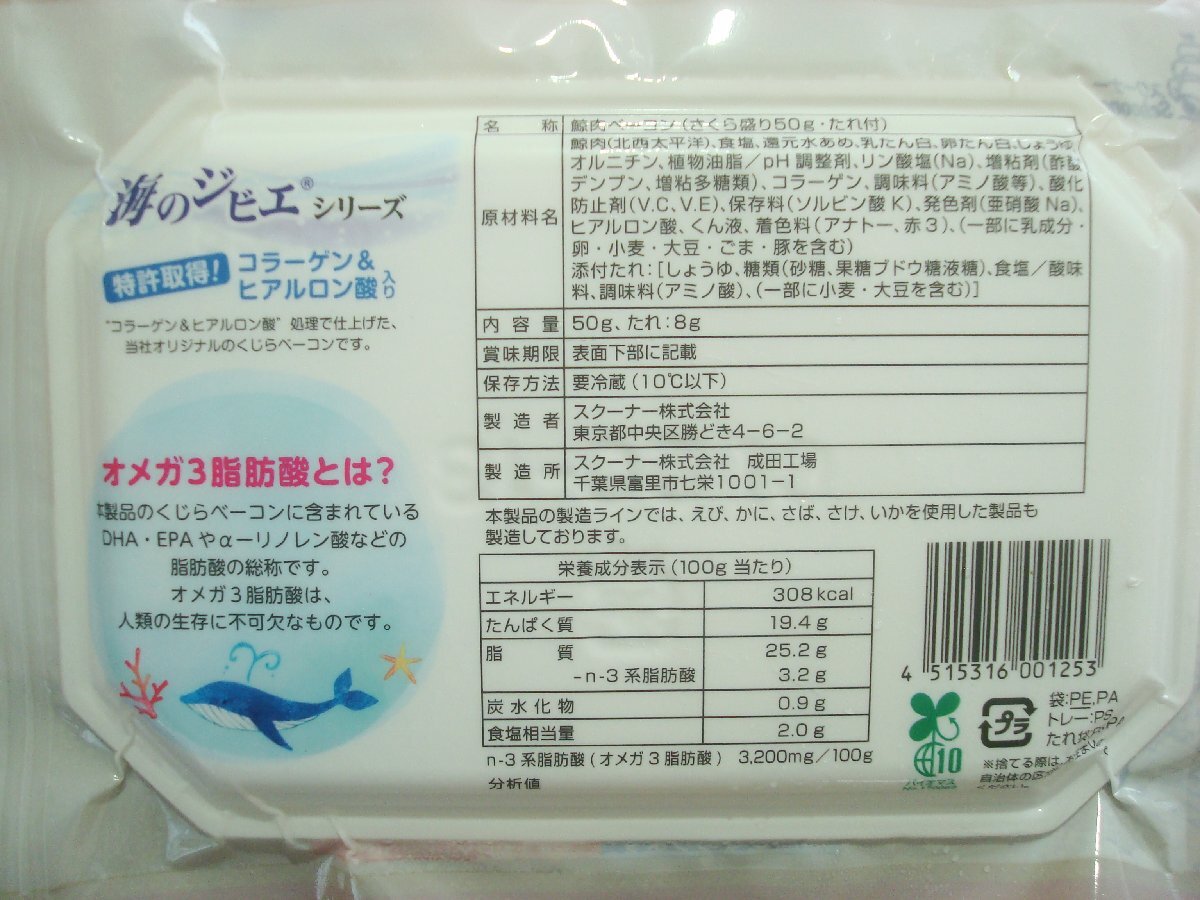 海のジビエ®シリーズ
特許取得!
コラーゲン&
ヒアルロン酸入り
"コラーゲン&ヒアルロン酸"処理で仕上げた、
当社オリジナルのくじらベーコンです。
オメガ3脂肪酸とは?
本製品のくじらベーコンに含まれている
DHA・EPAやα−リノレン酸などの
脂肪酸の総称です。
オメガ3脂肪酸は、
人類の生存に不可欠なものです。
名称 鯨肉ベーコン(さくら盛り50g・たれ付)
原材料名
鯨肉(北西太平洋)、食塩、還元水あめ、乳たん白、卵たん白、しょうゆ
オルニチン、植物油脂/pH調整剤、リン酸塩(Na)、増粘剤(酢酸
デンプン、増粘多糖類)、コラーゲン、調味料(アミノ酸等)、酸化
防止剤(V.C、V.E)、保存料(ソルビン酸K)、発色剤(亜硝酸Na)、
ヒアルロン酸、くん液、着色料(アナトー、赤3)、(一部に乳成分・
卵・小麦・大豆・ごま・豚を含む)
添付たれ:[しょうゆ、糖類(砂糖、果糖ブドウ糖液糖)、食塩/酸味
料、調味料(アミノ酸)、(一部に小麦・大豆を含む)]
内容量 50g、たれ:8g
賞味期限 表面下部に記載
保存方法 要冷蔵(10℃以下)
製造者 スクーナー株式会社
東京都中央区勝どき4−6−2
製造所 スクーナー株式会社 成田工場
千葉県富里市七栄1001−1
本製品の製造ラインでは、えび、かに、さば、さけ、いかを使用した製品も
製造しております。
栄養成分表示(100g当たり)
エネルギー 308kcal
たんぱく質 19.4g
脂質 25.2g
−n-3系脂肪酸 3.2g
炭水化物 0.9g
食塩相当量 2.0g
n-3系脂肪酸(オメガ3脂肪酸) 3,200mg/100g
分析値
4 515316 001253
10
バイオマス
プラ
袋:PE,PA
トレー:PS
たれ
※捨てる際は
自治体の区